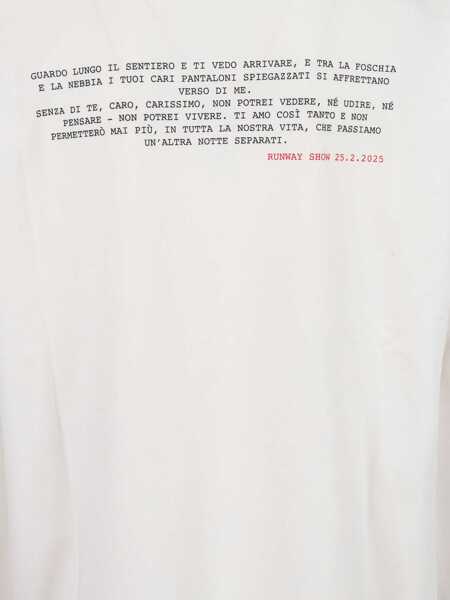 GUARDO LUNGO IL SENTIERO E TI VEDO ARRIVARE, E TRA LA FOSCHIA
E LA NEBBIA I TUOI CARI PANTALONI SPIEGAZZATI SI AFFRETTANO
VERSO DI ME.
SENZA DI TE, CARO, CARISSIMO, NON POTREI VEDERE, NÉ UDIRE, NÉ
PENSARE – NON POTREI VIVERE. TI AMO COSÌ TANTO E NON
PERMETTERÒ MAI PIÙ, IN TUTTA LA NOSTRA VITA, CHE PASSIAMO
UN'ALTRA NOTTE SEPARATI.
RUNWAY SHOW 25.2.2025